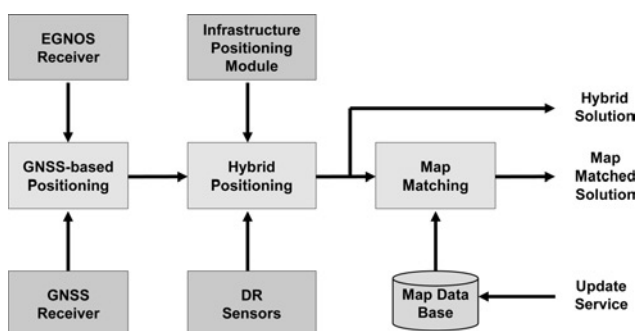 EGNOS
Receiver
Infrastructure
Positioning
Module
Hybrid
Solution
GNSS-based
Positioning
Hybrid
Positioning
Map
Matching
Map
Matched
Solution
GNSS
Receiver
DR
Sensors
Map Data
Base
Update
Service